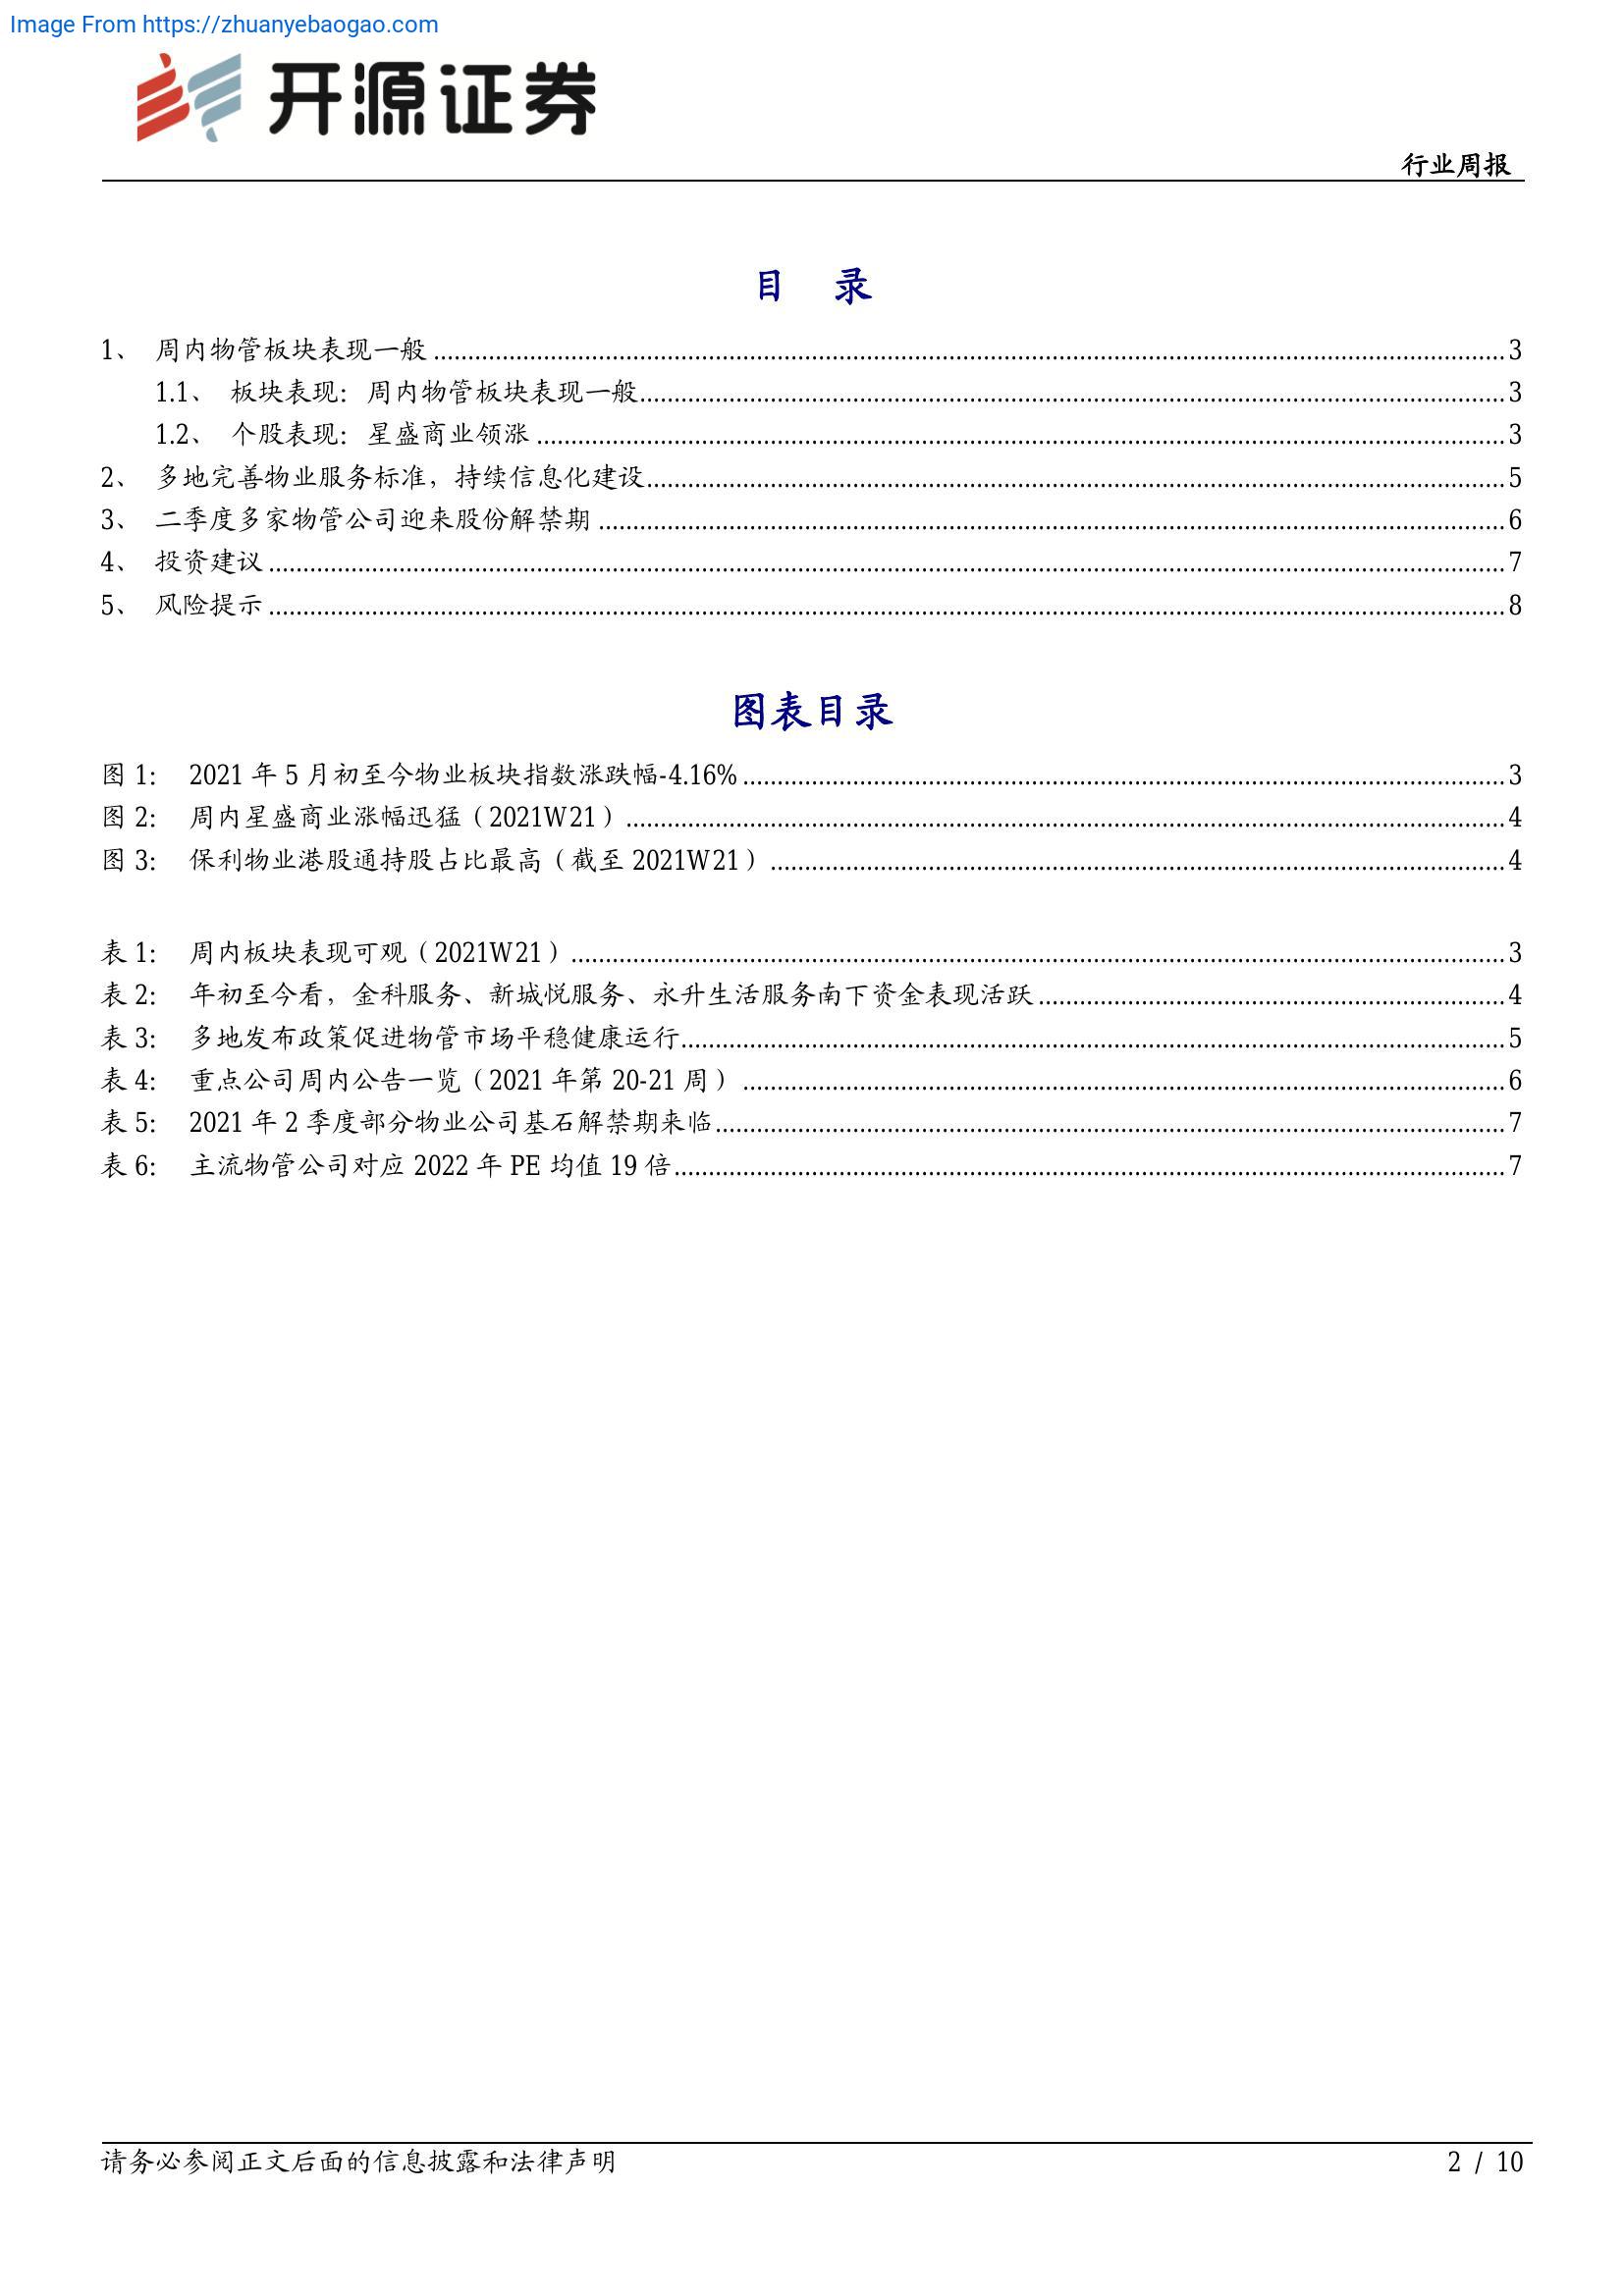 Image From https://zhuanyebaogao.com
开源证券
行业周报
目 录
1、 周内物管板块表现一般 ........ 3
1.1、 板块表现：周内物管板块表现一般 ........ 3
1.2、 个股表现：星盛商业领涨 ........ 3
2、 多地完善物业服务标准，持续信息化建设 ........ 5
3、 二季度多家物管公司迎来股份解禁期 ........ 6
4、 投资建议 ........ 7
5、 风险提示 ........ 8
图表目录
图 1： 2021 年 5 月初至今物业板块指数涨跌幅-4.16% ........ 3
图 2： 周内星盛商业涨幅迅猛（2021W21） ........ 4
图 3： 保利物业港股通持股占比最高（截至 2021W21） ........ 4
表 1： 周内板块表现可观（2021W21） ........ 3
表 2： 年初至今看，金科服务、新城悦服务、永升生活服务南下资金表现活跃 ........ 4
表 3： 多地发布政策促进物管市场平稳健康运行 ........ 5
表 4： 重点公司周内公告一览（2021 年第 20-21 周） ........ 6
表 5： 2021 年 2 季度部分物业公司基石解禁期来临 ........ 7
表 6： 主流物管公司对应 2022 年 PE 均值 19 倍 ........ 7
请务必参阅正文后面的信息披露和法律声明
2 / 10